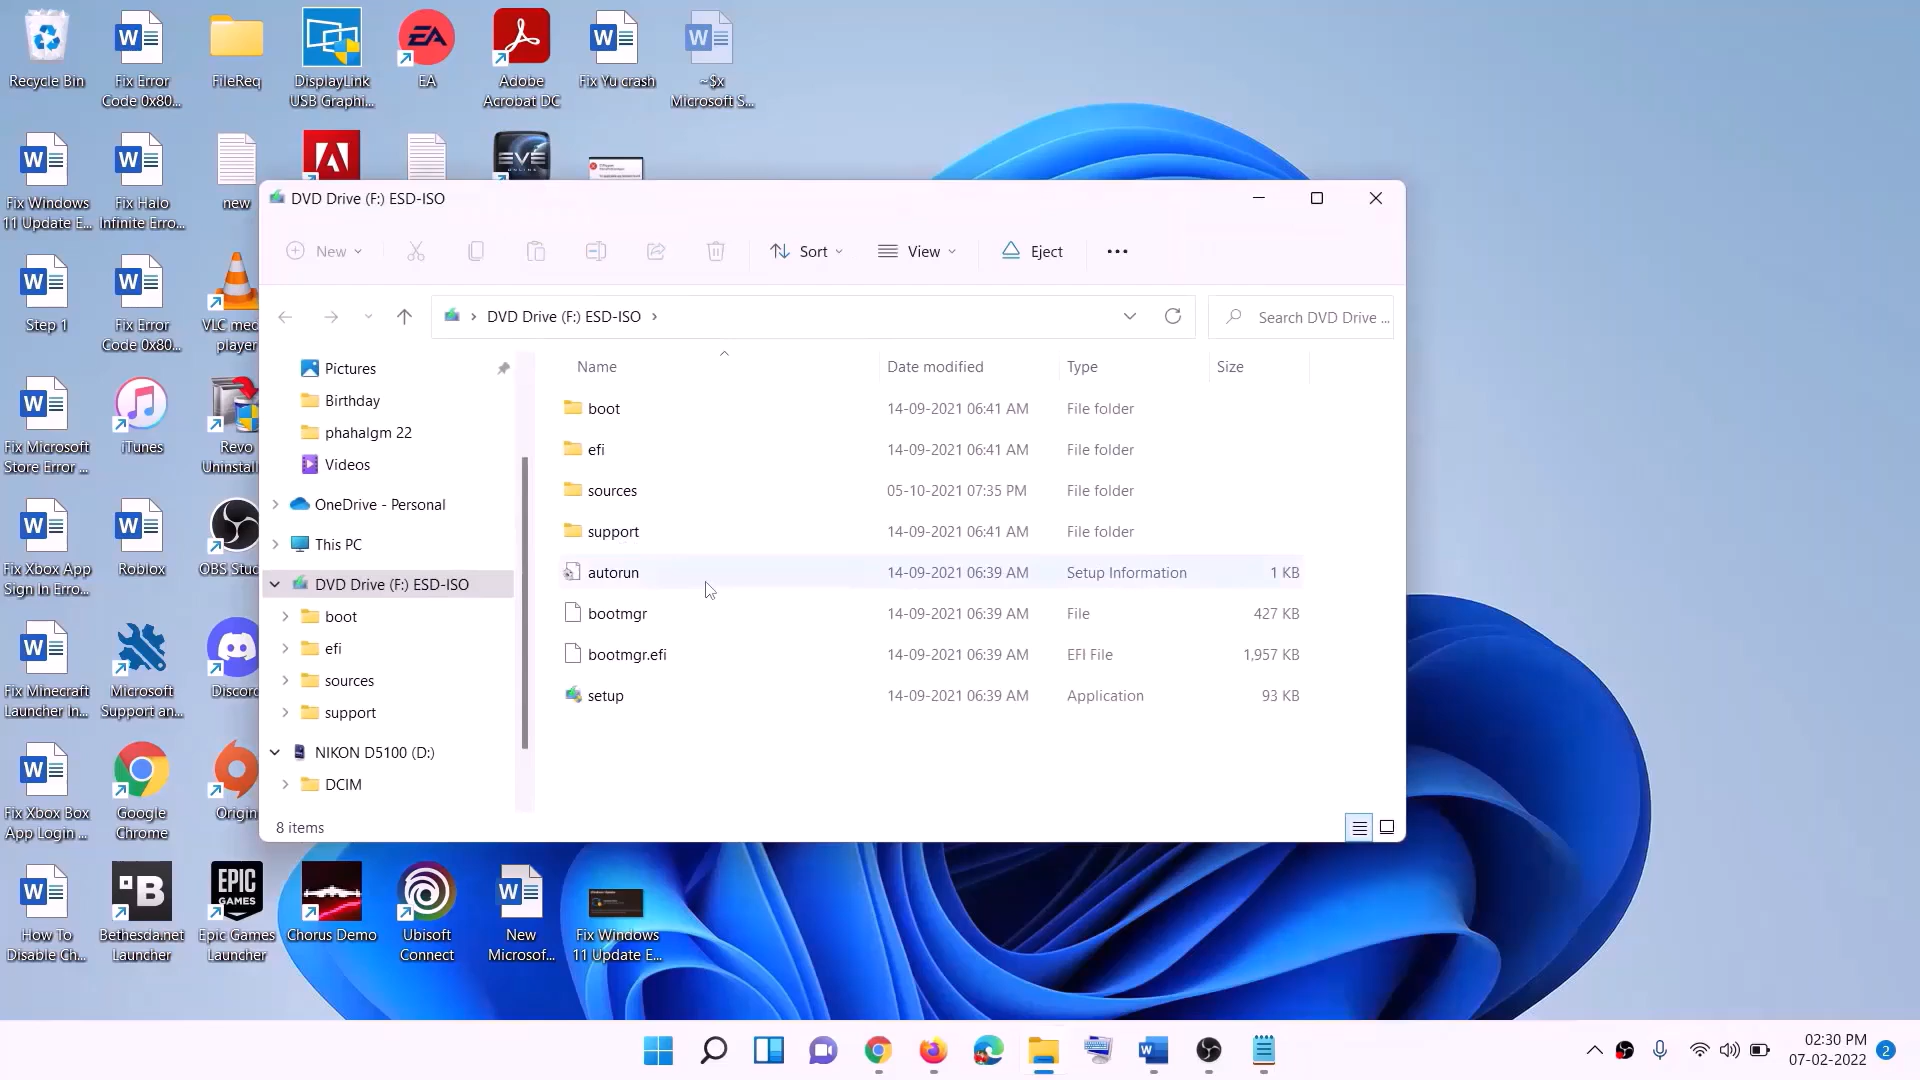 Recycle Bin
Fix Error
Code 0x80...
FileReq
DisplayLink
USB Graphi...
EA
EA
Adobe
Acrobat DC
Fix Yu crash
~$x
Microsoft S...
Fix Windows
11 Update E...
Fix Halo
Infinite Erro...
new
EVE
ONLINE
Step 1
Fix Error
Code 0x80...
VLC med
player
Fix Microsoft
Store Error ...
iTunes
Revo
Uninstall
Fix Xbox App
Sign In Erro...
Roblox
OBS Stud
Fix Minecraft
Launcher In...
Microsoft
Support an...
Discord
Fix Xbox Box
App Login ...
Google
Chrome
Origin
How To
Disable Ch...
B
Bethesda.net
Launcher
EPIC
GAMES
Epic Games
Launcher
Chorus Demo
Ubisoft
Connect
New
Microsof...
Fix Windows
11 Update E...
DVD Drive (F:) ESD-ISO
New
Sort
View
Eject
DVD Drive (F:) ESD-ISO
Search DVD Drive ...
Pictures
Birthday
phahalgm 22
Videos
OneDrive - Personal
This PC
DVD Drive (F:) ESD-ISO
boot
efi
sources
support
NIKON D5100 (D:)
DCIM
Name Date modified Type Size
boot 14-09-2021 06:41 AM File folder
efi 14-09-2021 06:41 AM File folder
sources 05-10-2021 07:35 PM File folder
support 14-09-2021 06:41 AM File folder
autorun 14-09-2021 06:39 AM Setup Information 1 KB
bootmgr 14-09-2021 06:39 AM File 427 KB
bootmgr.efi 14-09-2021 06:39 AM EFI File 1,957 KB
setup 14-09-2021 06:39 AM Application 93 KB
8 items
02:30 PM
07-02-2022
2